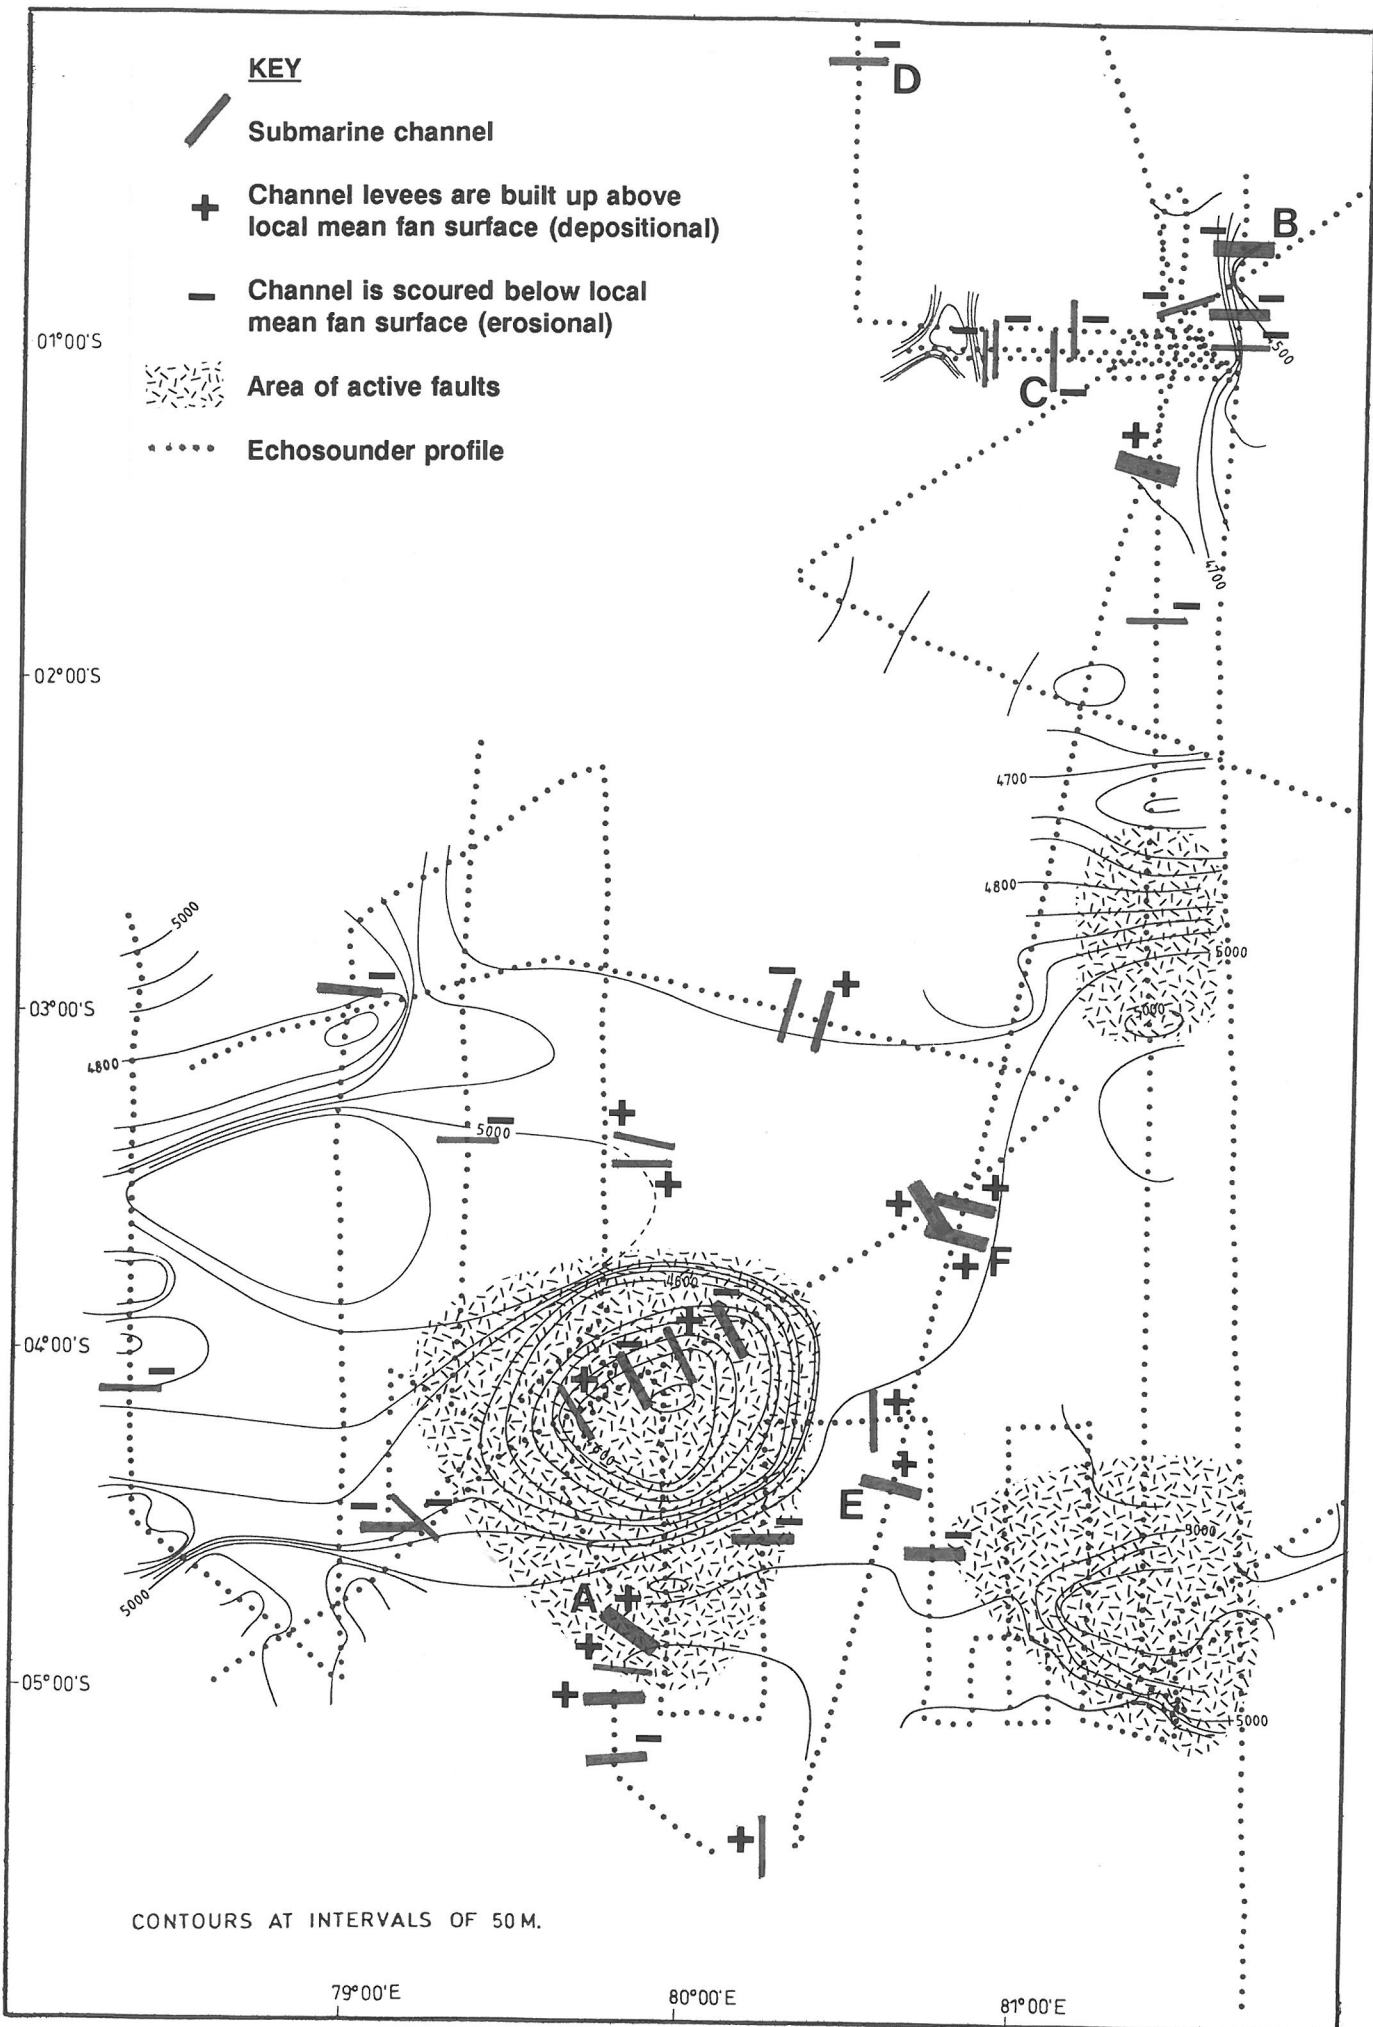 KEY
Submarine channel
+ Channel levees are built up above
local mean fan surface (depositional)
– Channel is scoured below local
mean fan surface (erosional)
Area of active faults
Echosounder profile
– D
– B
– –
–
4500
01°00'S
– – –
C –
+
4700
–
02°00'S
4700
4800
5000
5000
– – +
03°00'S
5000
4800
+
– 5000
+
+ +
+ F
4600
–
+
04°00'S
– +
–
+
+
E
– –
–
5000
–
A +
5000
+
05°00'S
+
5000
–
+
CONTOURS AT INTERVALS OF 50 M.
79°00'E
80°00'E
81°00'E